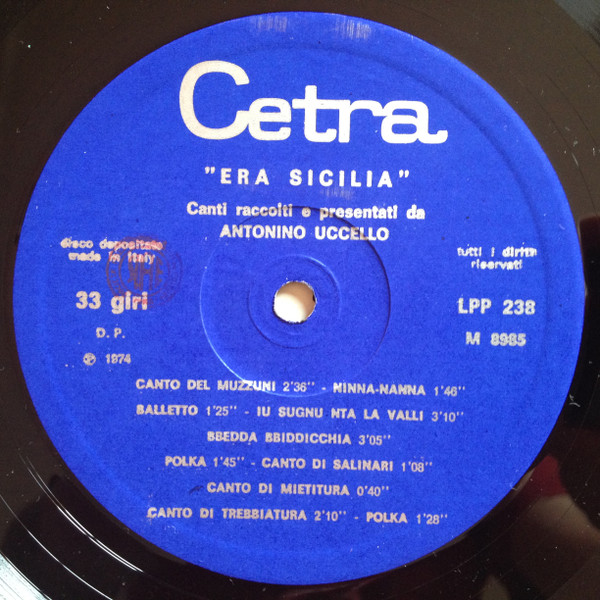 Cetra
"ERA SICILIA"
Canti raccolti e presentati da
ANTONINO UCCELLO
disco depositato
made in Italy
tutti i diritti
riservati
33 giri
LPP 238
D. P.
M 8985
℗ 1974
CANTO DEL MUZZUNI 2'36" - NINNA-NANNA 1'46"
BALLETTO 1'25" - IU SUGNU NTA LA VALLI 3'10"
BBEDDA BBIDDICCHIA 3'05"
POLKA 1'45" - CANTO DI SALINARI 1'08"
CANTO DI MIETITURA 0'40"
CANTO DI TREBBIATURA 2'10" - POLKA 1'28"